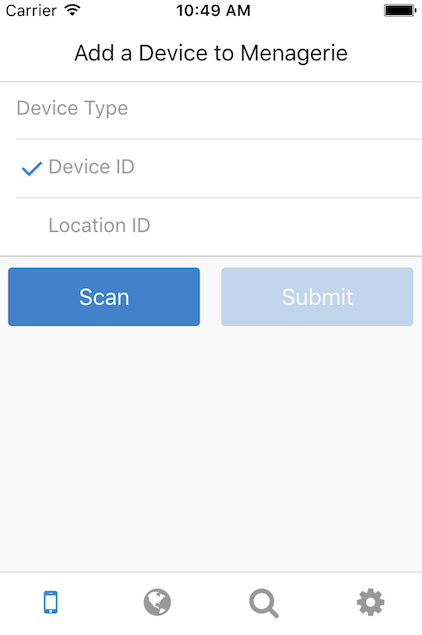 Carrier 10:49 AM
Add a Device to Menagerie
Device Type
Device ID
Location ID
Scan Submit